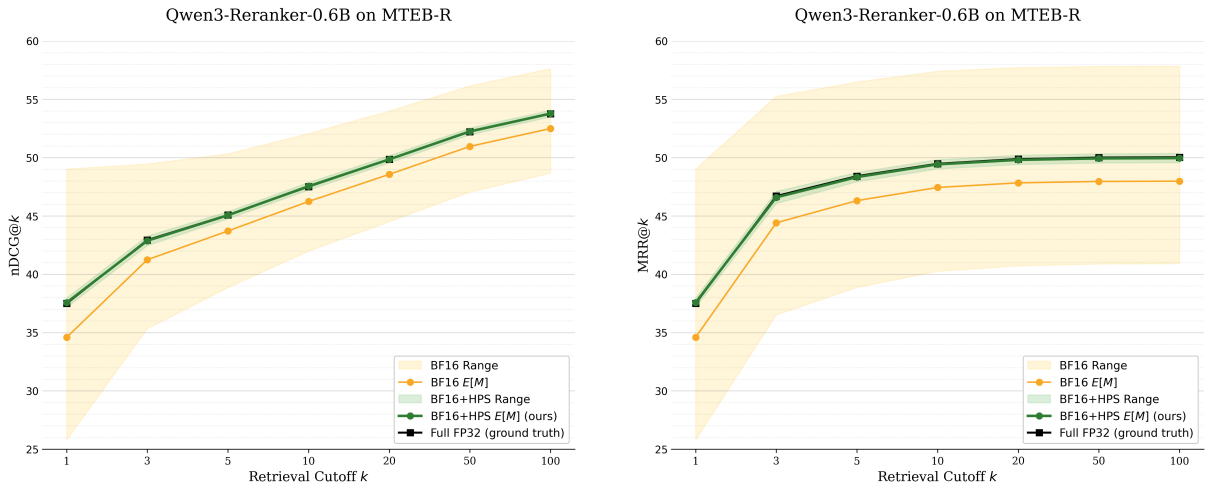 Qwen3-Reranker-0.6B on MTEB-R
60
55
50
45
40
35
30
25
nDCG@k
1 3 5 10 20 50 100
Retrieval Cutoff k
BF16 Range
BF16 E[M]
BF16+HPS Range
BF16+HPS E[M] (ours)
Full FP32 (ground truth)
Qwen3-Reranker-0.6B on MTEB-R
60
55
50
45
40
35
30
25
MRR@k
1 3 5 10 20 50 100
Retrieval Cutoff k
BF16 Range
BF16 E[M]
BF16+HPS Range
BF16+HPS E[M] (ours)
Full FP32 (ground truth)